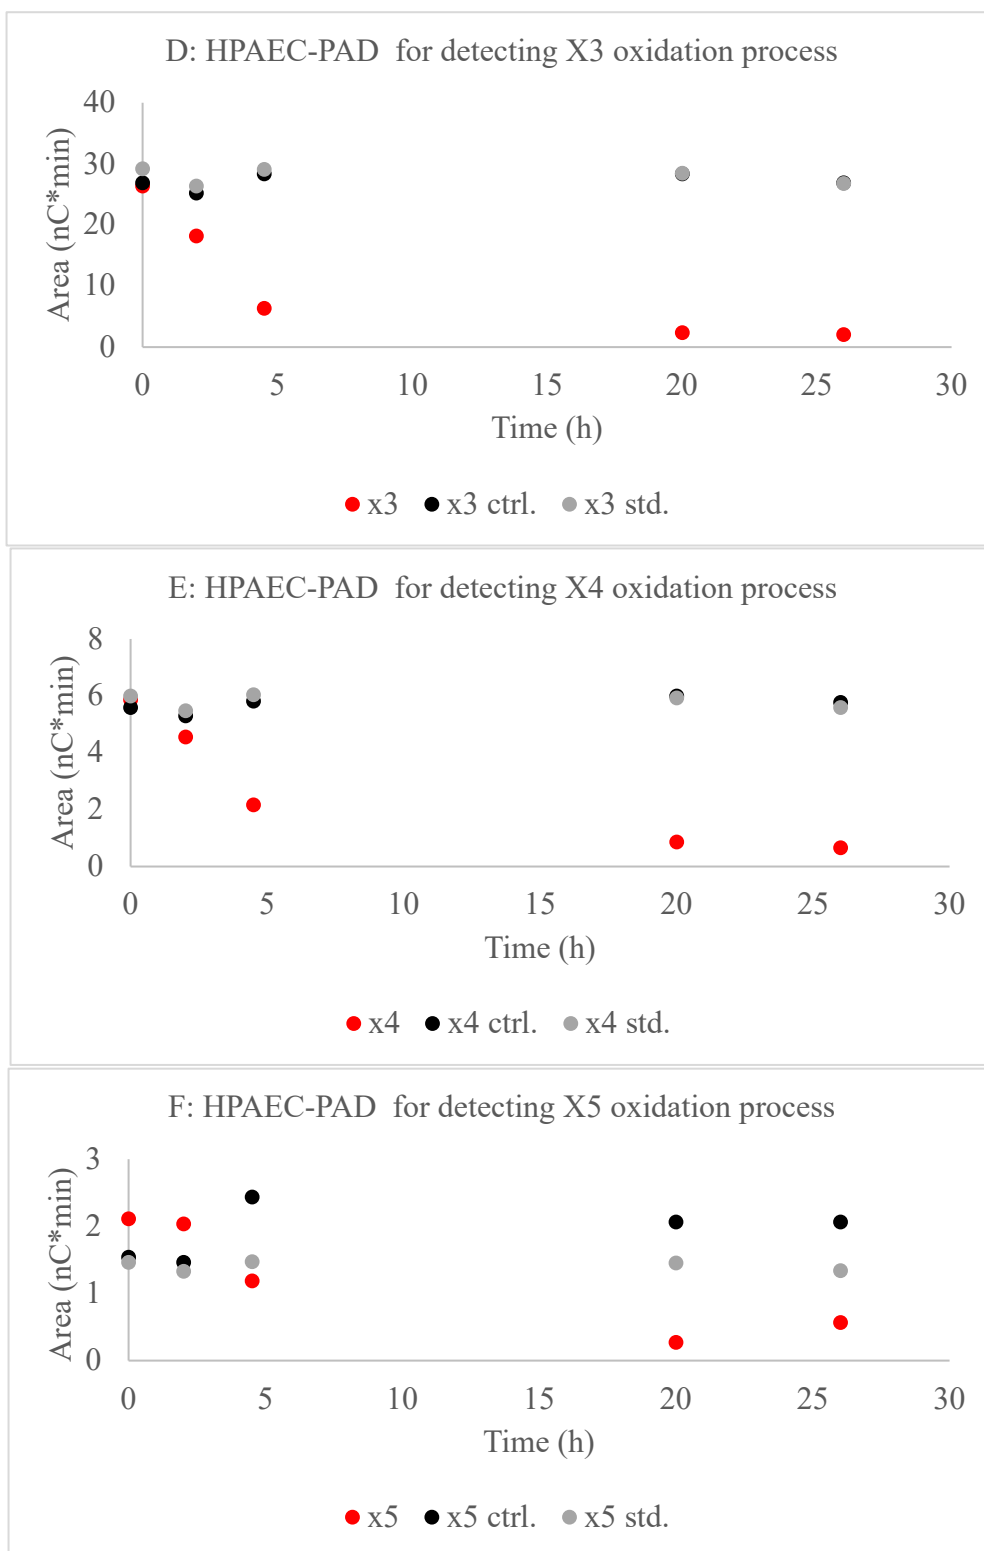 D: HPAEC-PAD  for detecting X3 oxidation process
40
30
20
10
0
Area (nC*min)
0 5 10 15 20 25 30
Time (h)
x3 x3 ctrl. x3 std.
E: HPAEC-PAD  for detecting X4 oxidation process
8
6
4
2
0
Area (nC*min)
0 5 10 15 20 25 30
Time (h)
x4 x4 ctrl. x4 std.
F: HPAEC-PAD  for detecting X5 oxidation process
3
2
1
0
Area (nC*min)
0 5 10 15 20 25 30
Time (h)
x5 x5 ctrl. x5 std.